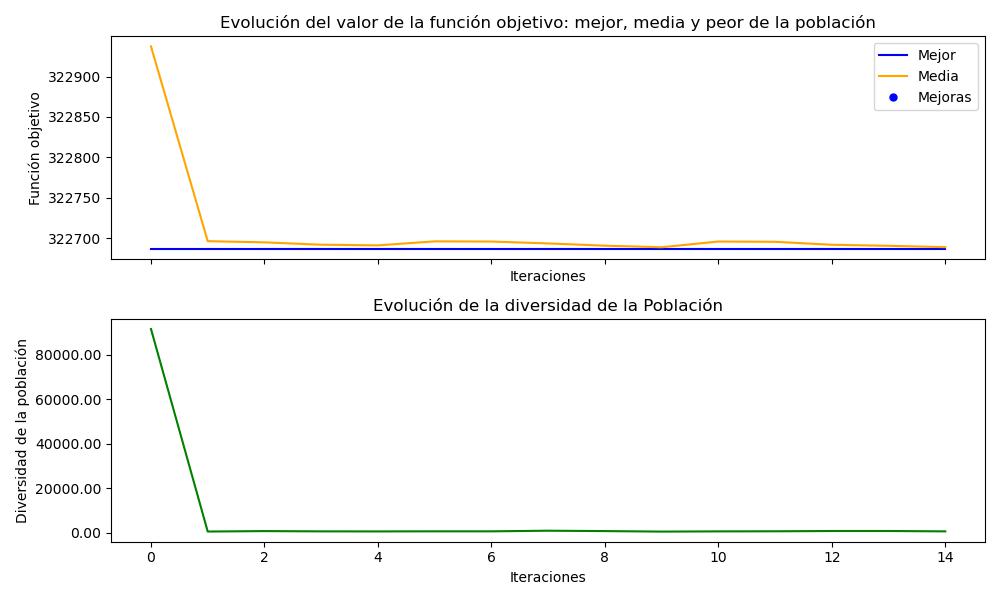 Evolución del valor de la función objetivo: mejor, media y peor de la población
Función objetivo
322900
322850
322800
322750
322700
Mejor
Media
Mejoras
Iteraciones
Evolución de la diversidad de la Población
Diversidad de la población
80000.00
60000.00
40000.00
20000.00
0.00
0 2 4 6 8 10 12 14
Iteraciones